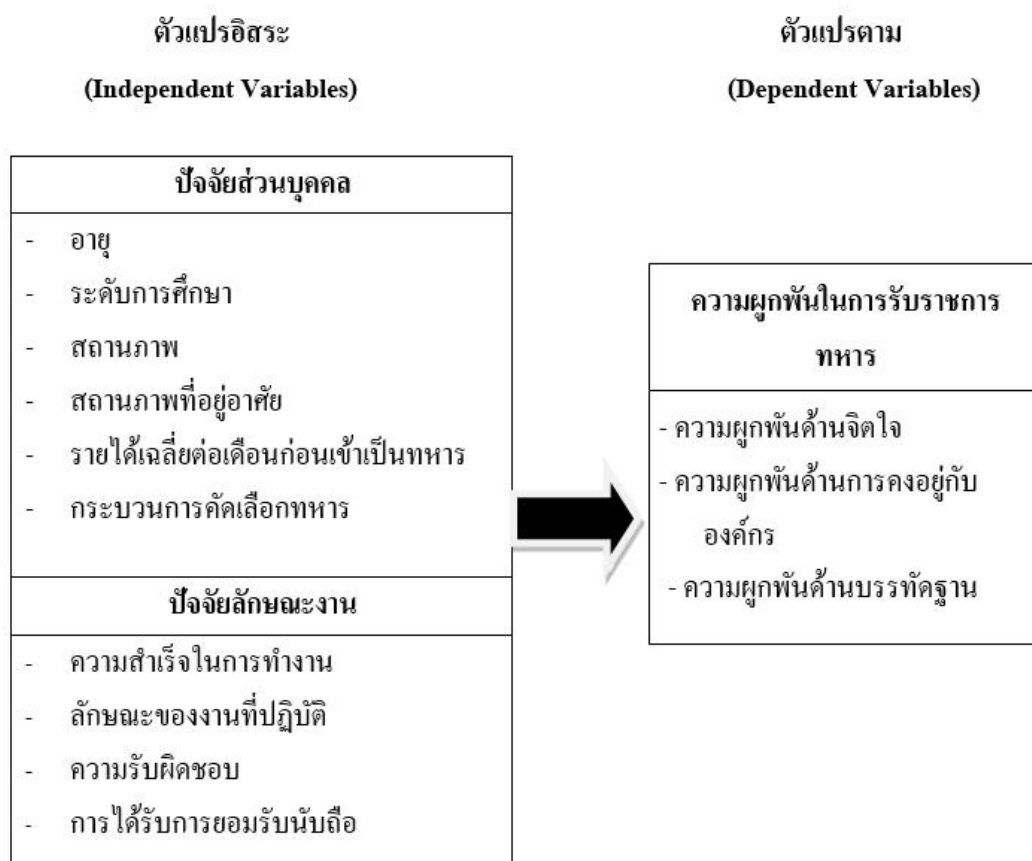 ตัวแปรอิสระ
(Independent Variables)
ตัวแปรตาม
(Dependent Variables)
ปัจจัยส่วนบุคคล
- อายุ
- ระดับการศึกษา
- สถานภาพ
- สถานภาพที่อยู่อาศัย
- รายได้เฉลี่ยต่อเดือนก่อนเข้าเป็นทหาร
- กระบวนการคัดเลือกทหาร
ปัจจัยลักษณะงาน
- ความสำเร็จในการทำงาน
- ลักษณะของงานที่ปฏิบัติ
- ความรับผิดชอบ
- การได้รับการยอมรับนับถือ
ความผูกพันในการรับราชการ
ทหาร
- ความผูกพันด้านจิตใจ
- ความผูกพันด้านการคงอยู่กับ
องค์กร
- ความผูกพันด้านบรรทัดฐาน